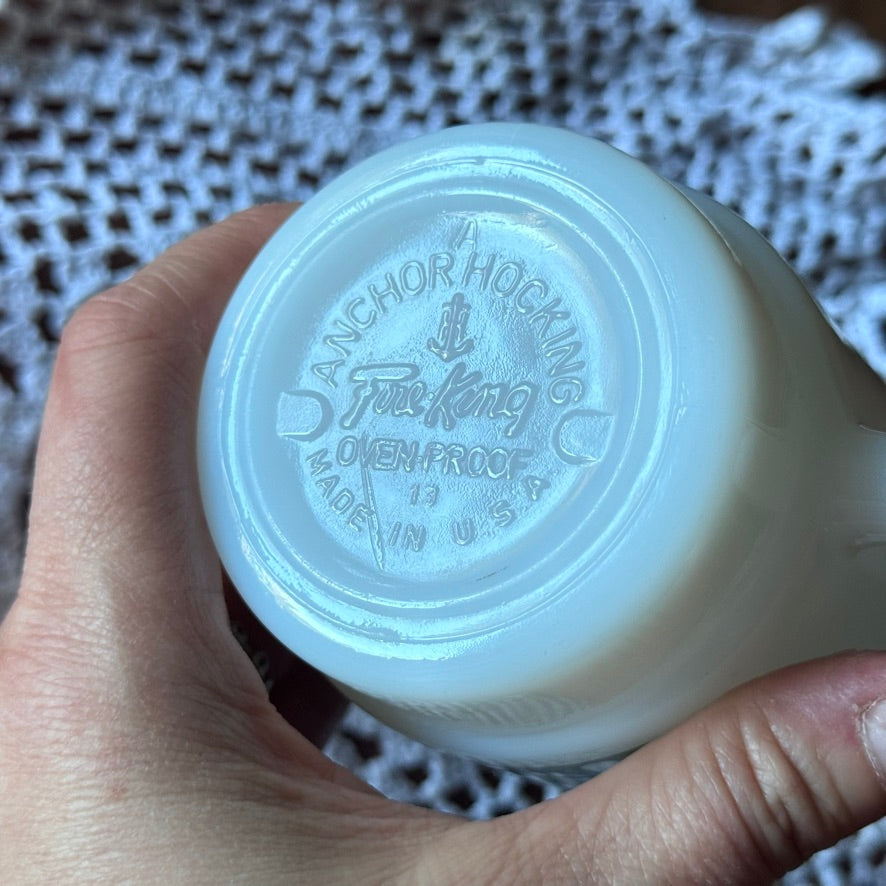 A
ANCHOR HOCKING
Fire-King
OVEN-PROOF
13
MADE IN U S A